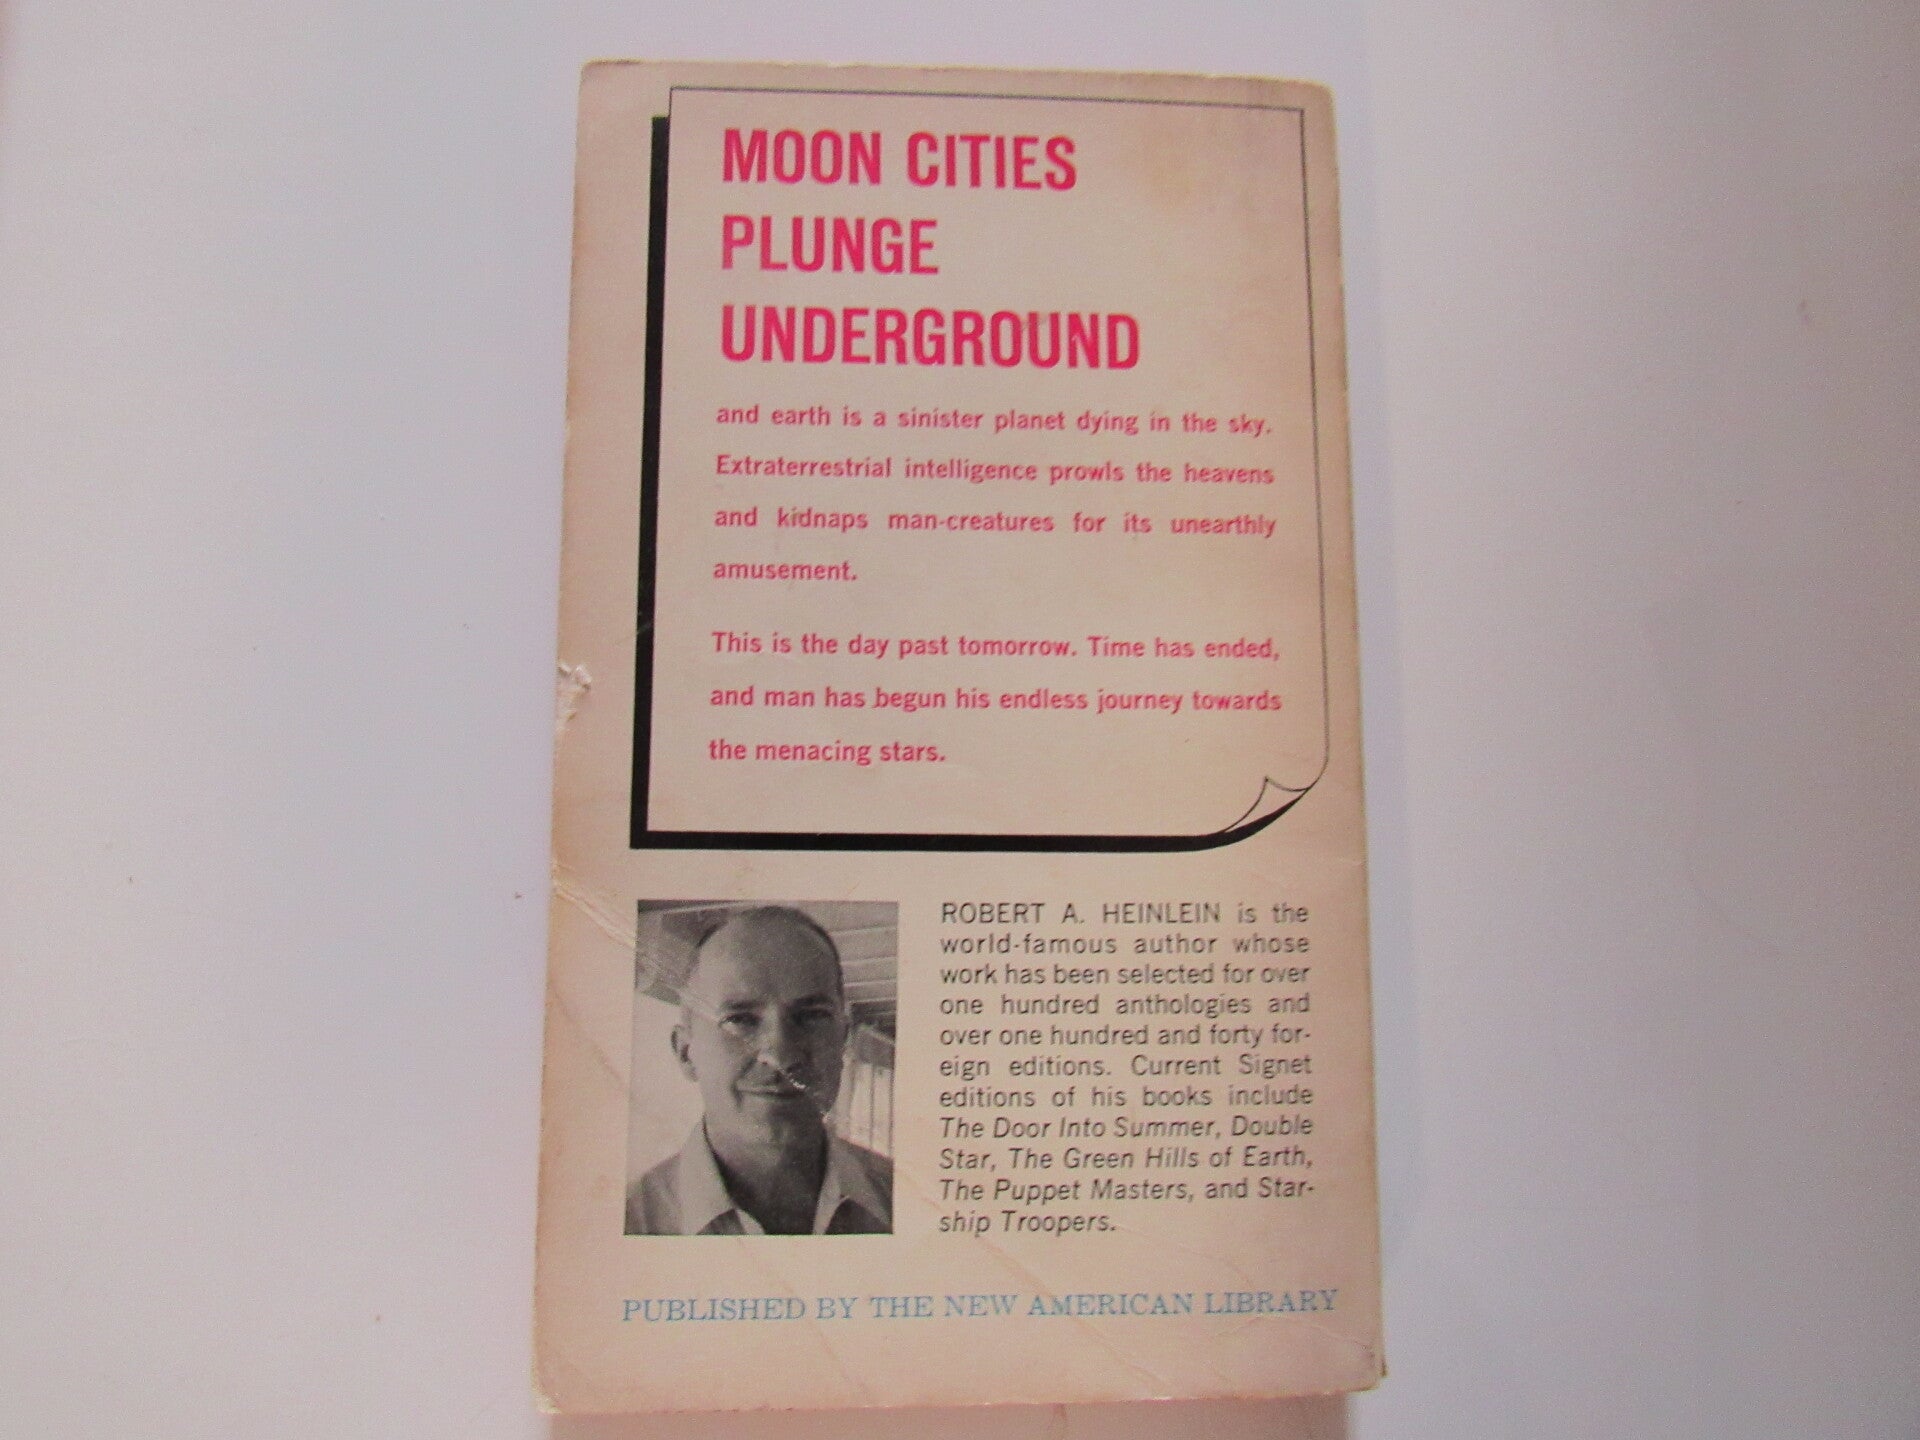 MOON CITIES
PLUNGE
UNDERGROUND
and earth is a sinister planet dying in the sky.
Extraterrestrial intelligence prowls the heavens
and kidnaps man-creatures for its unearthly
amusement.
This is the day past tomorrow. Time has ended,
and man has begun his endless journey towards
the menacing stars.
ROBERT A. HEINLEIN is the
world-famous author whose
work has been selected for over
one hundred anthologies and
over one hundred and forty for-
eign editions. Current Signet
editions of his books include
The Door Into Summer, Double
Star, The Green Hills of Earth,
The Puppet Masters, and Star-
ship Troopers.
PUBLISHED BY THE NEW AMERICAN LIBRARY